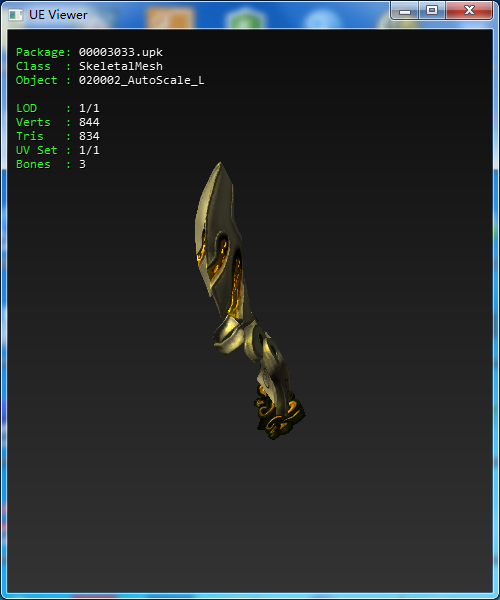 UE Viewer
Package: 00003033.upk
Class : SkeletalMesh
Object : 020002_AutoScale_L
LOD : 1/1
Verts : 844
Tris : 834
UV Set : 1/1
Bones : 3